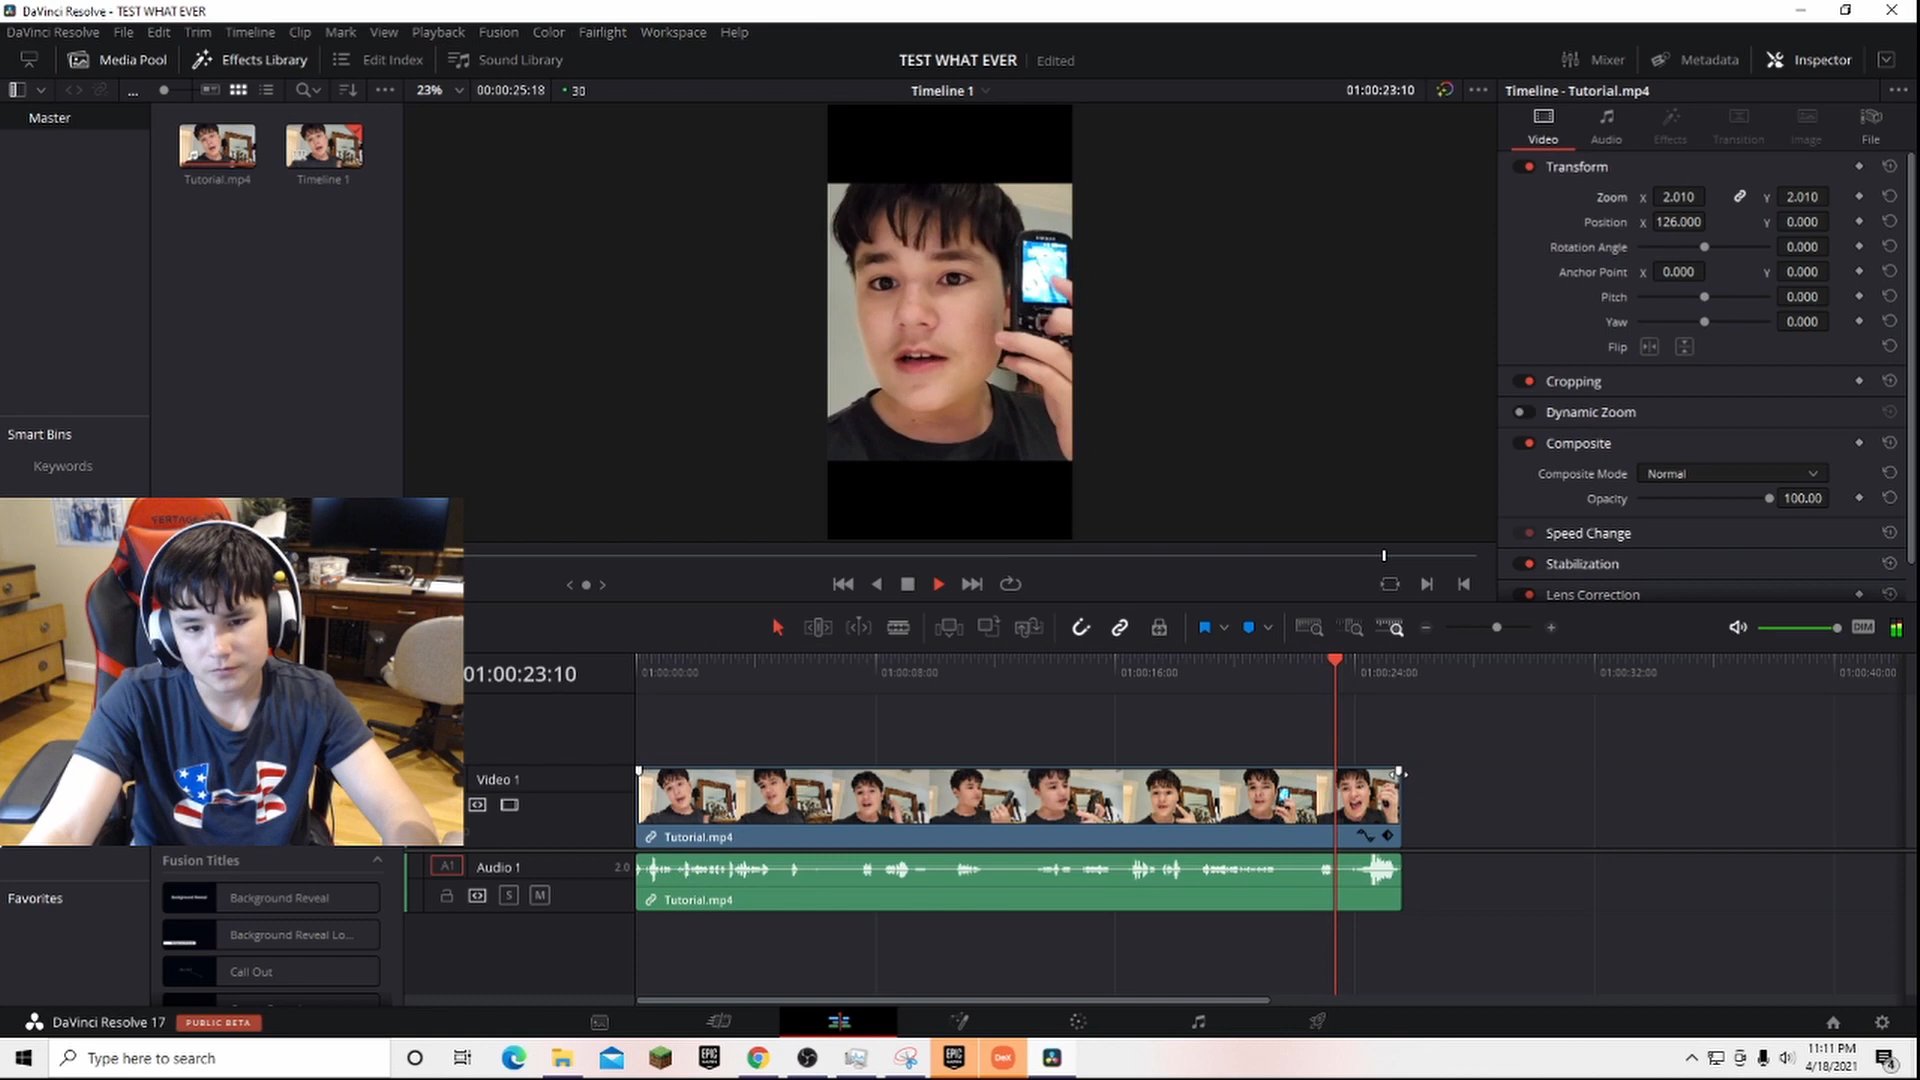 DaVinci Resolve - TEST WHAT EVER
DaVinci Resolve File Edit Trim Timeline Clip Mark View Playback Fusion Color Fairlight Workspace Help
Media Pool Effects Library Edit Index Sound Library TEST WHAT EVER Edited Mixer Metadata Inspector
23% 00:00:25:18 30 Timeline 1 01:00:23:10 Timeline - Tutorial.mp4
Master
Tutorial.mp4 Timeline 1
Video Audio Effects Transition Image File
Transform
Zoom X 2.010 Y 2.010
Position X 126.000 Y 0.000
Rotation Angle 0.000
Anchor Point X 0.000 Y 0.000
Pitch 0.000
Yaw 0.000
Flip
Cropping
Dynamic Zoom
Composite
Composite Mode Normal
Opacity 100.00
Speed Change
Stabilization
Lens Correction
Smart Bins
Keywords
SAMSUNG
VERTAGEAR
DIM
01:00:23:10 01:00:00:00 01:00:08:00 01:00:16:00 01:00:24:00 01:00:32:00 01:00:40:00
Video 1
Tutorial.mp4
A1 Audio 1 2.0
S M
Tutorial.mp4
Fusion Titles
Favorites
Background Reveal
Background Reveal Lo...
Call Out
DaVinci Resolve 17 PUBLIC BETA
Type here to search
EPIC GAMES
EPIC GAMES
DeX
11:11 PM
4/18/2021
4